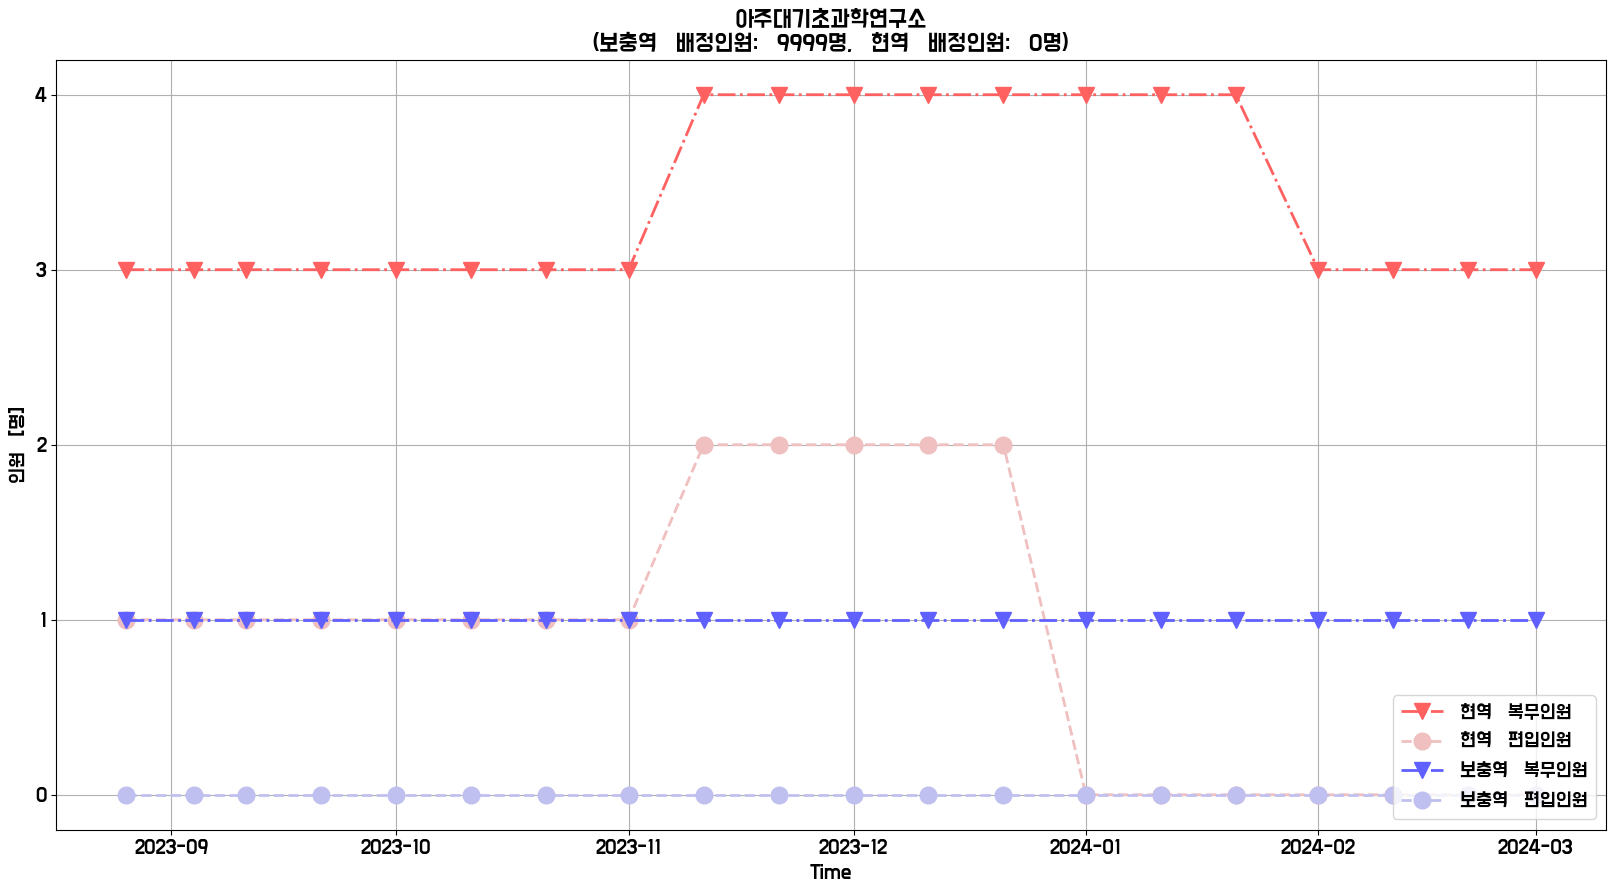 아주대기초과학연구소
(보충역 배정인원: 9999명, 현역 배정인원: 0명)
인원 [명]
4
3
2
1
0
현역 복무인원
현역 편입인원
보충역 복무인원
보충역 편입인원
2023-09 2023-10 2023-11 2023-12 2024-01 2024-02 2024-03
Time